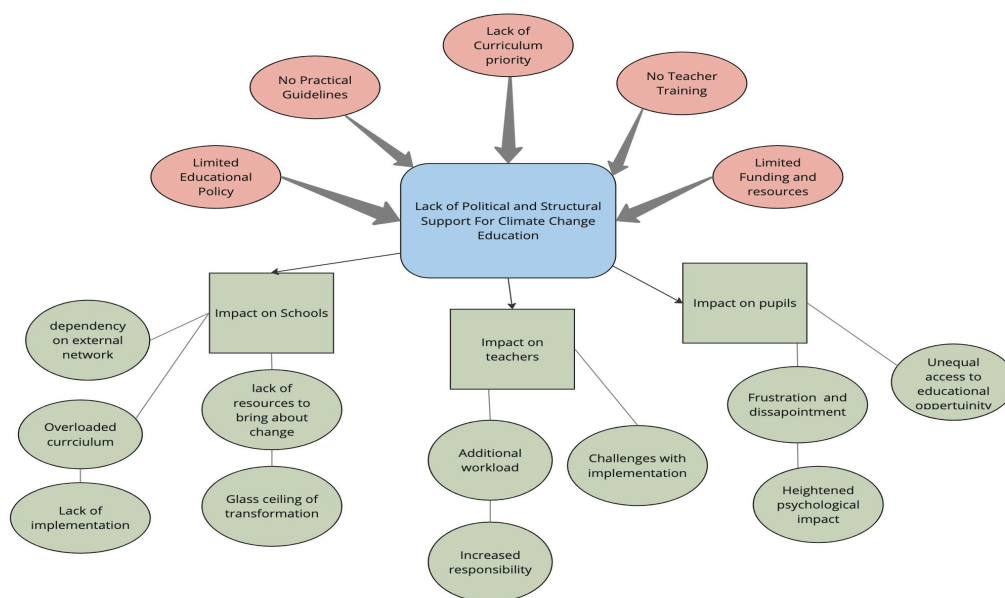 Lack of
Curriculum
priority
No Practical
Guidelines
No Teacher
Training
Limited
Educational
Policy
Limited
Funding and
resources
Lack of Political and Structural
Support For Climate Change
Education
Impact on Schools
Impact on
teachers
Impact on pupils
dependency
on external
network
Overloaded
currciulum
Lack of
implementation
lack of
resources to
bring about
change
Glass ceiling of
transformation
Additional
workload
Increased
responsibility
Challenges with
implementation
Frustration and
dissapointment
Heightened
psychological
impact
Unequal
access to
educational
oppertuinity